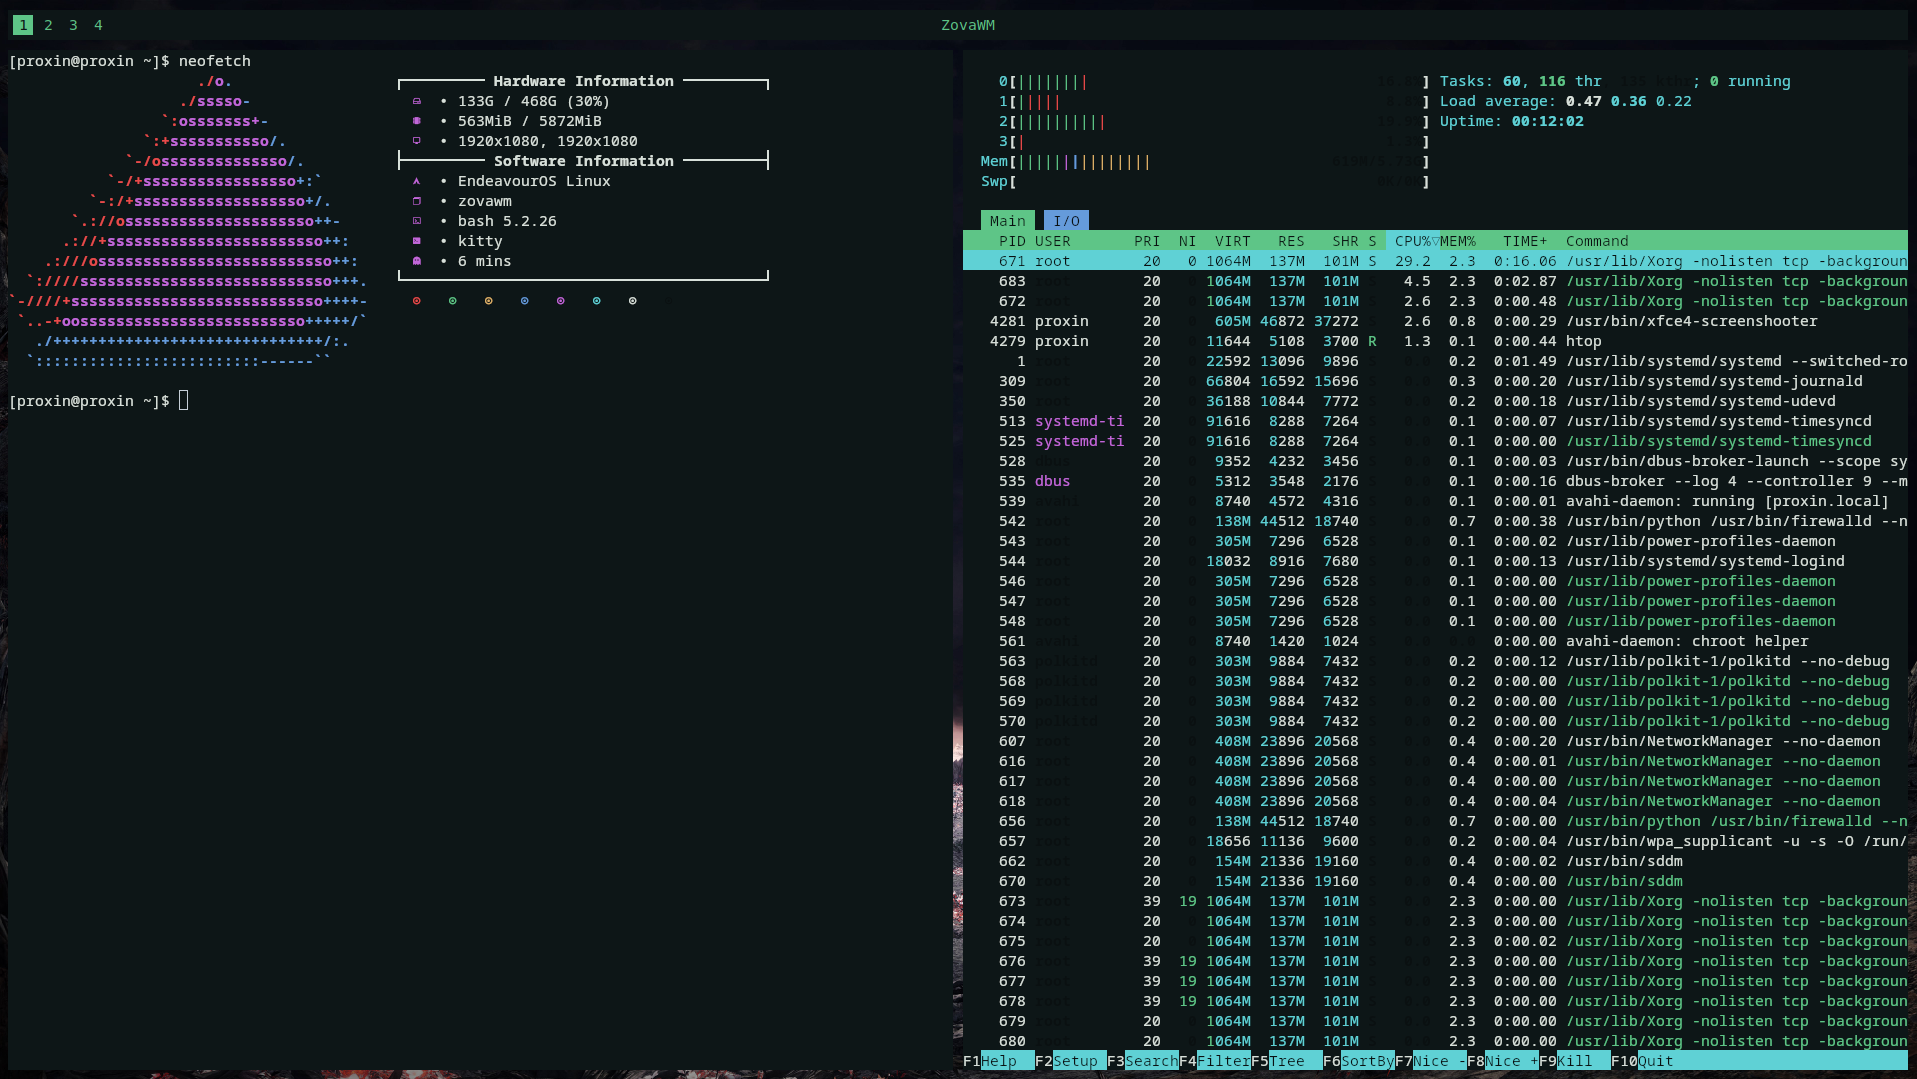 1 2 3 4
ZovaWM
[proxin@proxin ~]$ neofetch
./o.
./sssso-
`:osssssss+-
`:+sssssssssso/.
`-/ossssssssssssso/.
`-/+sssssssssssssssso+:`
`-:/+sssssssssssssssssso+/.
`.://osssssssssssssssssssso++-
.://+ssssssssssssssssssssssso++:
.:///ossssssssssssssssssssssssso++:
`:////ssssssssssssssssssssssssssso+++.
`-////+ssssssssssssssssssssssssssso++++-
`..-+oosssssssssssssssssssssssso+++++/`
./++++++++++++++++++++++++++++++/:.
`:::::::::::::::::::::::::------``
Hardware Information
• 133G / 468G (30%)
• 563MiB / 5872MiB
• 1920x1080, 1920x1080
Software Information
• EndeavourOS Linux
• zovawm
• bash 5.2.26
• kitty
• 6 mins
[proxin@proxin ~]$
0[|||||||| ]
1[||||| ]
2[|||||||||| ]
3[| ]
Mem[||||||||||||||| ]
Swp[ ]
Tasks: 60, 116 thr ; 0 running
Load average: 0.47 0.36 0.22
Uptime: 00:12:02
Main I/O
PID USER PRI NI VIRT RES SHR S CPU%▽MEM% TIME+ Command
671 root 20 0 1064M 137M 101M S 29.2 2.3 0:16.06 /usr/lib/Xorg -nolisten tcp -backgroun
683 20 1064M 137M 101M 4.5 2.3 0:02.87 /usr/lib/Xorg -nolisten tcp -backgroun
672 20 1064M 137M 101M 2.6 2.3 0:00.48 /usr/lib/Xorg -nolisten tcp -backgroun
4281 proxin 20 605M 46872 37272 2.6 0.8 0:00.29 /usr/bin/xfce4-screenshooter
4279 proxin 20 11644 5108 3700 R 1.3 0.1 0:00.44 htop
1 20 22592 13096 9896 0.2 0:01.49 /usr/lib/systemd/systemd --switched-ro
309 20 66804 16592 15696 0.3 0:00.20 /usr/lib/systemd/systemd-journald
350 20 36188 10844 7772 0.2 0:00.18 /usr/lib/systemd/systemd-udevd
513 systemd-ti 20 91616 8288 7264 0.1 0:00.07 /usr/lib/systemd/systemd-timesyncd
525 systemd-ti 20 91616 8288 7264 0.1 0:00.00 /usr/lib/systemd/systemd-timesyncd
528 20 9352 4232 3456 0.1 0:00.03 /usr/bin/dbus-broker-launch --scope sy
535 dbus 20 5312 3548 2176 0.1 0:00.16 dbus-broker --log 4 --controller 9 --m
539 avahi 20 8740 4572 4316 0.1 0:00.01 avahi-daemon: running [proxin.local]
542 20 138M 44512 18740 0.7 0:00.38 /usr/bin/python /usr/bin/firewalld --n
543 20 305M 7296 6528 0.1 0:00.02 /usr/lib/power-profiles-daemon
544 20 18032 8916 7680 0.1 0:00.13 /usr/lib/systemd/systemd-logind
546 20 305M 7296 6528 0.1 0:00.00 /usr/lib/power-profiles-daemon
547 20 305M 7296 6528 0.1 0:00.00 /usr/lib/power-profiles-daemon
548 20 305M 7296 6528 0.1 0:00.00 /usr/lib/power-profiles-daemon
561 avahi 20 8740 1420 1024 0:00.00 avahi-daemon: chroot helper
563 polkitd 20 303M 9884 7432 0.2 0:00.12 /usr/lib/polkit-1/polkitd --no-debug
568 polkitd 20 303M 9884 7432 0.2 0:00.00 /usr/lib/polkit-1/polkitd --no-debug
569 polkitd 20 303M 9884 7432 0.2 0:00.00 /usr/lib/polkit-1/polkitd --no-debug
570 polkitd 20 303M 9884 7432 0.2 0:00.00 /usr/lib/polkit-1/polkitd --no-debug
607 20 408M 23896 20568 0.4 0:00.20 /usr/bin/NetworkManager --no-daemon
616 20 408M 23896 20568 0.4 0:00.01 /usr/bin/NetworkManager --no-daemon
617 20 408M 23896 20568 0.4 0:00.00 /usr/bin/NetworkManager --no-daemon
618 20 408M 23896 20568 0.4 0:00.04 /usr/bin/NetworkManager --no-daemon
656 20 138M 44512 18740 0.7 0:00.00 /usr/bin/python /usr/bin/firewalld --n
657 20 18656 11136 9600 0.2 0:00.04 /usr/bin/wpa_supplicant -u -s -O /run/
662 20 154M 21336 19160 0.4 0:00.02 /usr/bin/sddm
670 20 154M 21336 19160 0.4 0:00.00 /usr/bin/sddm
673 39 19 1064M 137M 101M 2.3 0:00.00 /usr/lib/Xorg -nolisten tcp -backgroun
674 20 1064M 137M 101M 2.3 0:00.00 /usr/lib/Xorg -nolisten tcp -backgroun
675 20 1064M 137M 101M 2.3 0:00.02 /usr/lib/Xorg -nolisten tcp -backgroun
676 39 19 1064M 137M 101M 2.3 0:00.00 /usr/lib/Xorg -nolisten tcp -backgroun
677 39 19 1064M 137M 101M 2.3 0:00.00 /usr/lib/Xorg -nolisten tcp -backgroun
678 39 19 1064M 137M 101M 2.3 0:00.00 /usr/lib/Xorg -nolisten tcp -backgroun
679 20 1064M 137M 101M 2.3 0:00.00 /usr/lib/Xorg -nolisten tcp -backgroun
680 20 1064M 137M 101M 2.3 0:00.00 /usr/lib/Xorg -nolisten tcp -backgroun
F1Help F2Setup F3SearchF4FilterF5Tree F6SortByF7Nice -F8Nice +F9Kill F10Quit